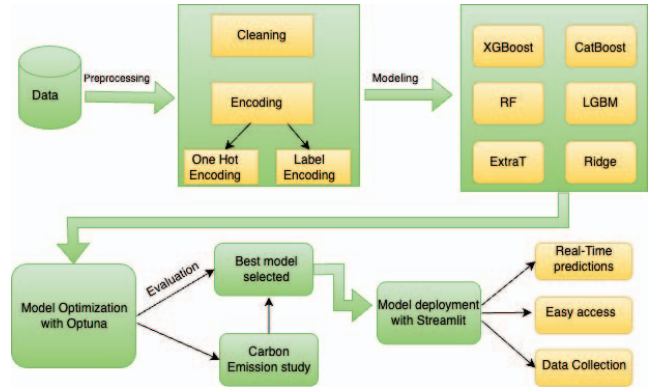 Cleaning
Data
Preprocessing
Encoding
One Hot
Encoding
Label
Encoding
Modeling
XGBoost
CatBoost
RF
LGBM
ExtraT
Ridge
Model Optimization
with Optuna
Evaluation
Best model
selected
Carbon
Emission study
Model deployment
with Streamlit
Real-Time
predictions
Easy access
Data Collection